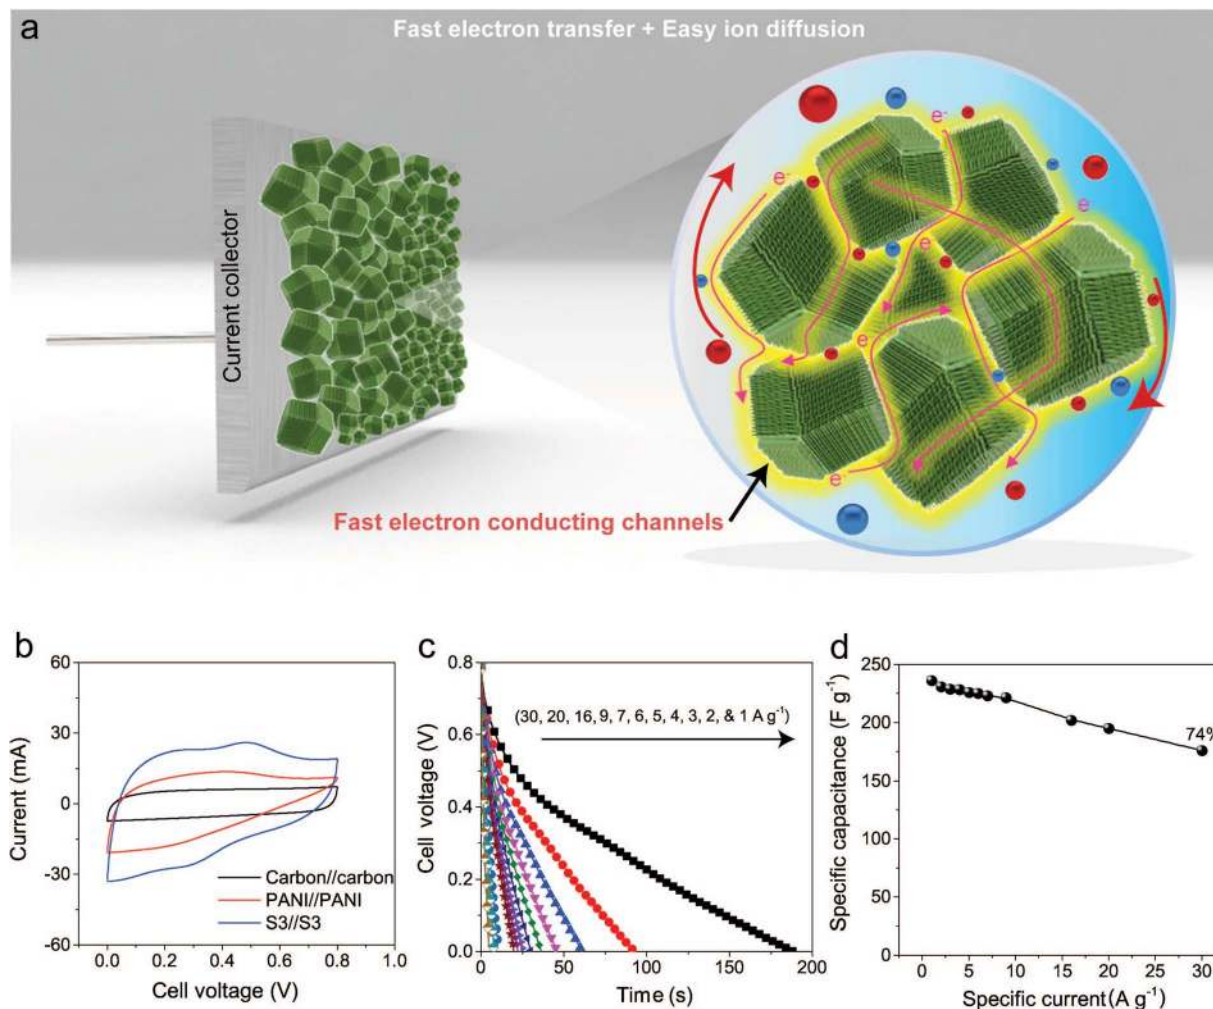 a
Fast electron transfer + Easy ion diffusion
Current collector
e-
e-
e
e
e
e-
Fast electron conducting channels
b
60
30
0
-30
-60
Current (mA)
Carbon//carbon
PANI//PANI
S3//S3
0.0 0.2 0.4 0.6 0.8 1.0
Cell voltage (V)
c
0.8
0.6
0.4
0.2
0.0
Cell voltage (V)
(30, 20, 16, 9, 7, 6, 5, 4, 3, 2, & 1 A g-1)
0 50 100 150 200
Time (s)
d
250
200
150
100
50
0
Specific capacitance (F g-1)
74%
0 5 10 15 20 25 30
Specific current(A g-1)